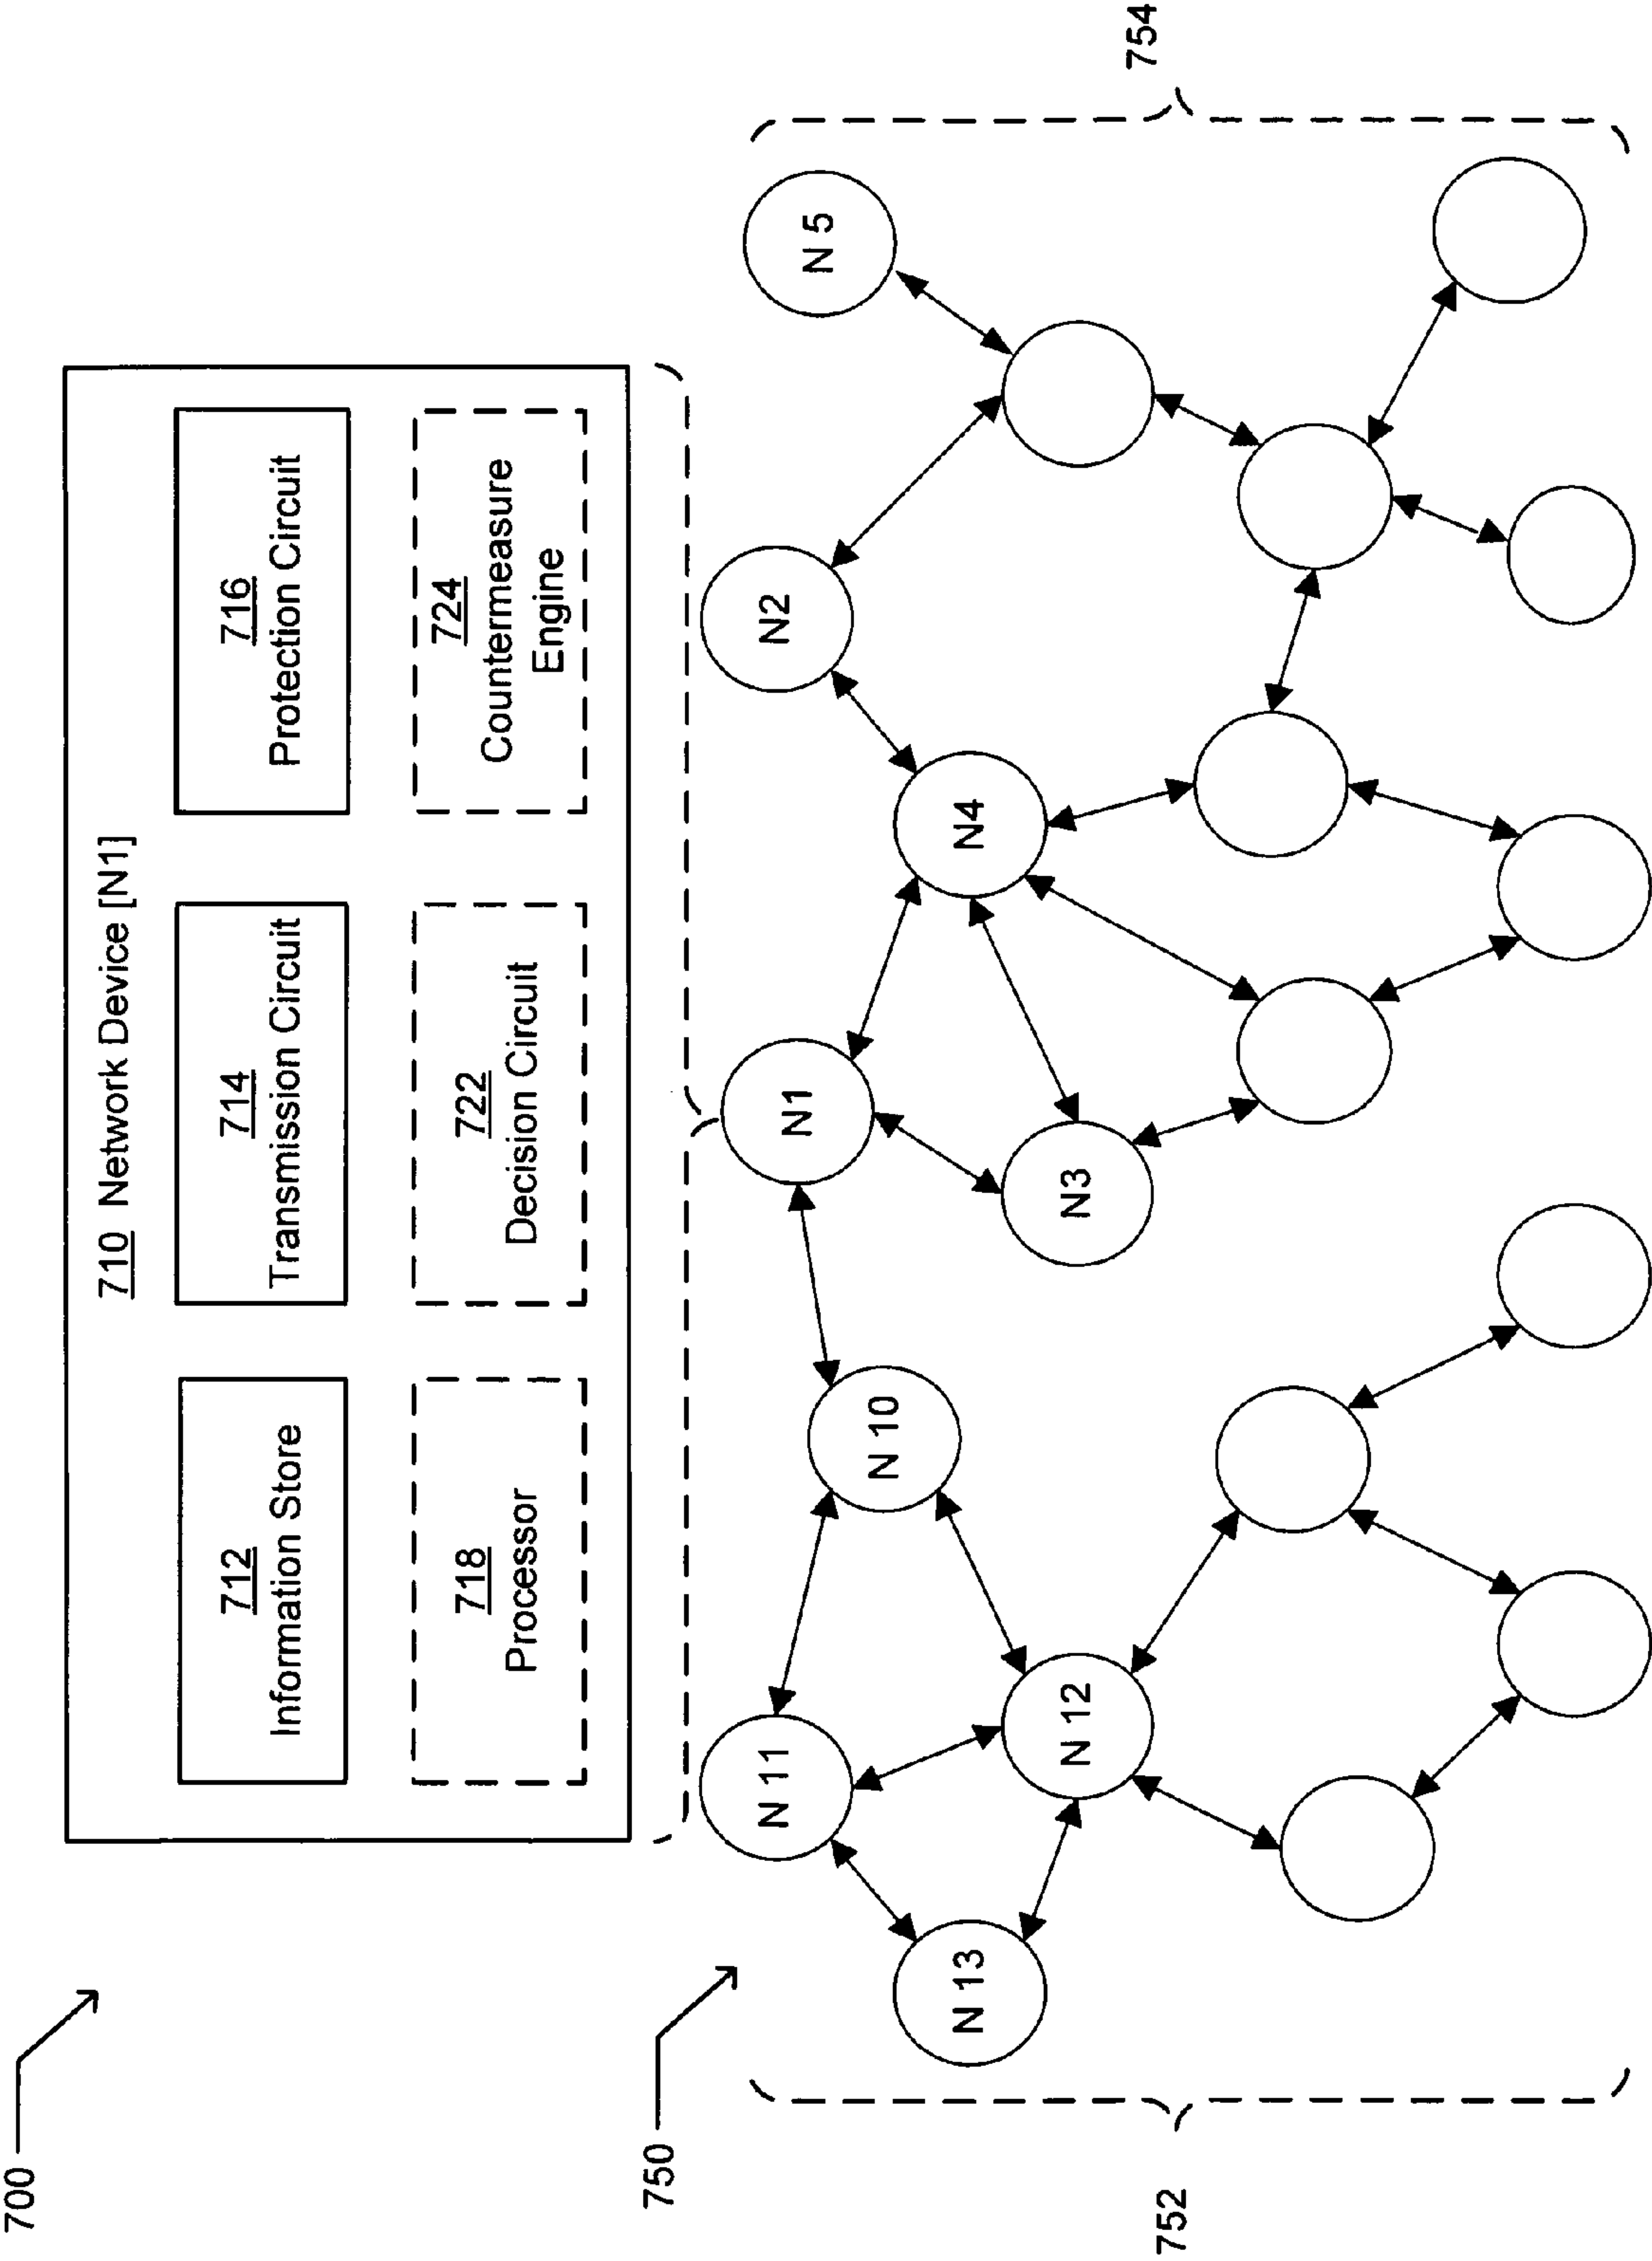 700
710 Network Device [N1]
712
Information Store
714
Transmission Circuit
716
Protection Circuit
718
Processor
722
Decision Circuit
724
Countermeasure
Engine
750
N 11
N2
N1
N 5
N 10
N 13
N4
N 12
N3
752
754